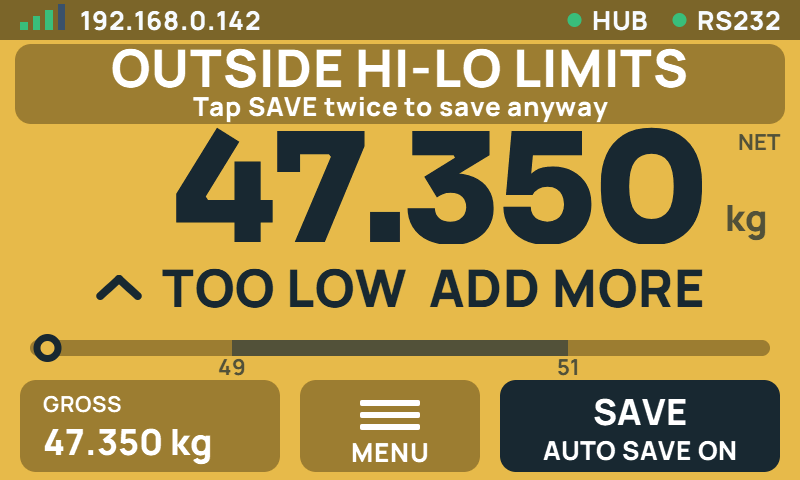 192.168.0.142 HUB RS232
OUTSIDE HI-LO LIMITS
Tap SAVE twice to save anyway
47.350 kg NET
TOO LOW ADD MORE
49 51
GROSS
47.350 kg
MENU
SAVE
AUTO SAVE ON